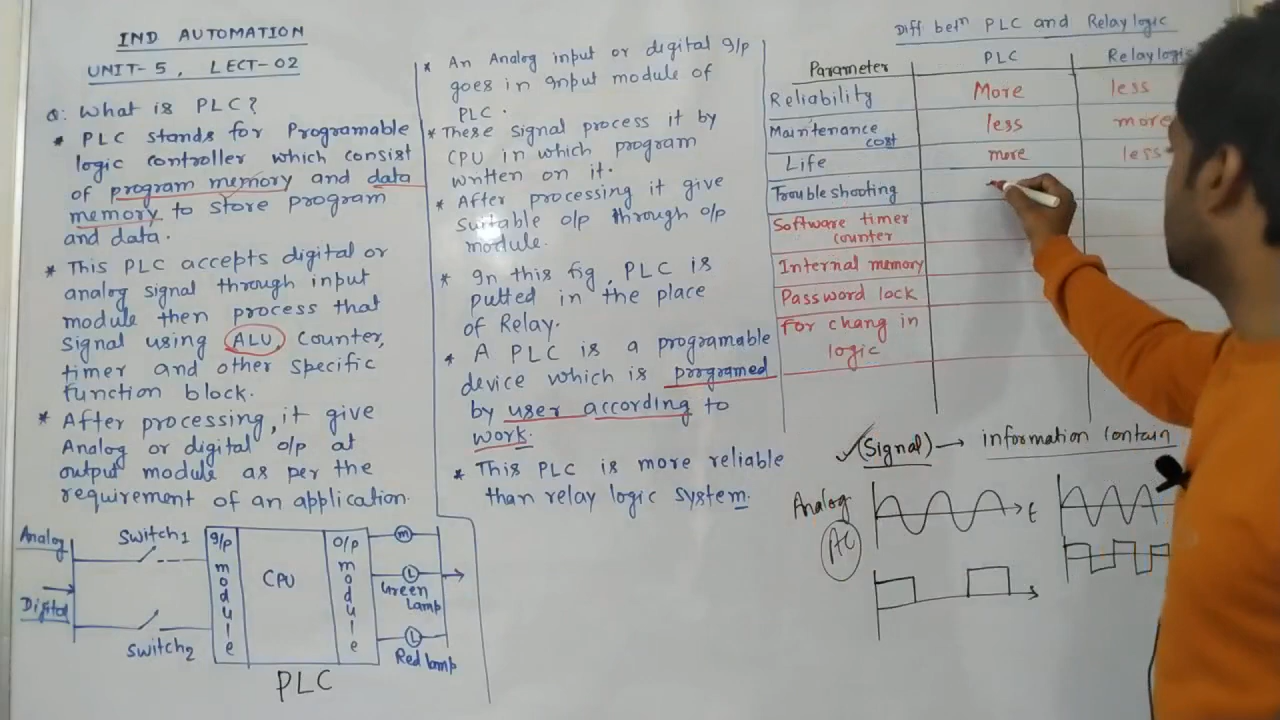 IND AUTOMATION
UNIT-5, LECT-02
Q: What is PLC?
* PLC stands for Programable
logic controller which consist
of program memory and data
memory to store program
and data.
* This PLC accepts digital or
analog signal through input
module then process that
signal using ALU Counter,
timer and other specific
function block.
* After processing, it give
Analog or digital o/p at
output module as per the
requirement of an application.
Analog
Digital
Switch1
Switch2
I/p module
CPU
O/p module
M
L
Green
Lamp
L
Red lamp
PLC
* An Analog input or digital I/p
goes in Input module of
PLC.
* These signal process it by
CPU in which program
written on it.
* After processing it give
suitable o/p through o/p
module.
* In this fig, PLC is
putted in the place
of Relay.
* A PLC is a programable
device which is programed
by user according to
work.
* This PLC is more reliable
than relay logic system.
Diff betn PLC and Relay logic
Parameter PLC Relay logic
Reliability More less
Maintenance cost less more
Life more less
Trouble shooting
Software timer
counter
Internal memory
Password lock
For chang in
logic
(Signal) → information contain
Analog
AC
t